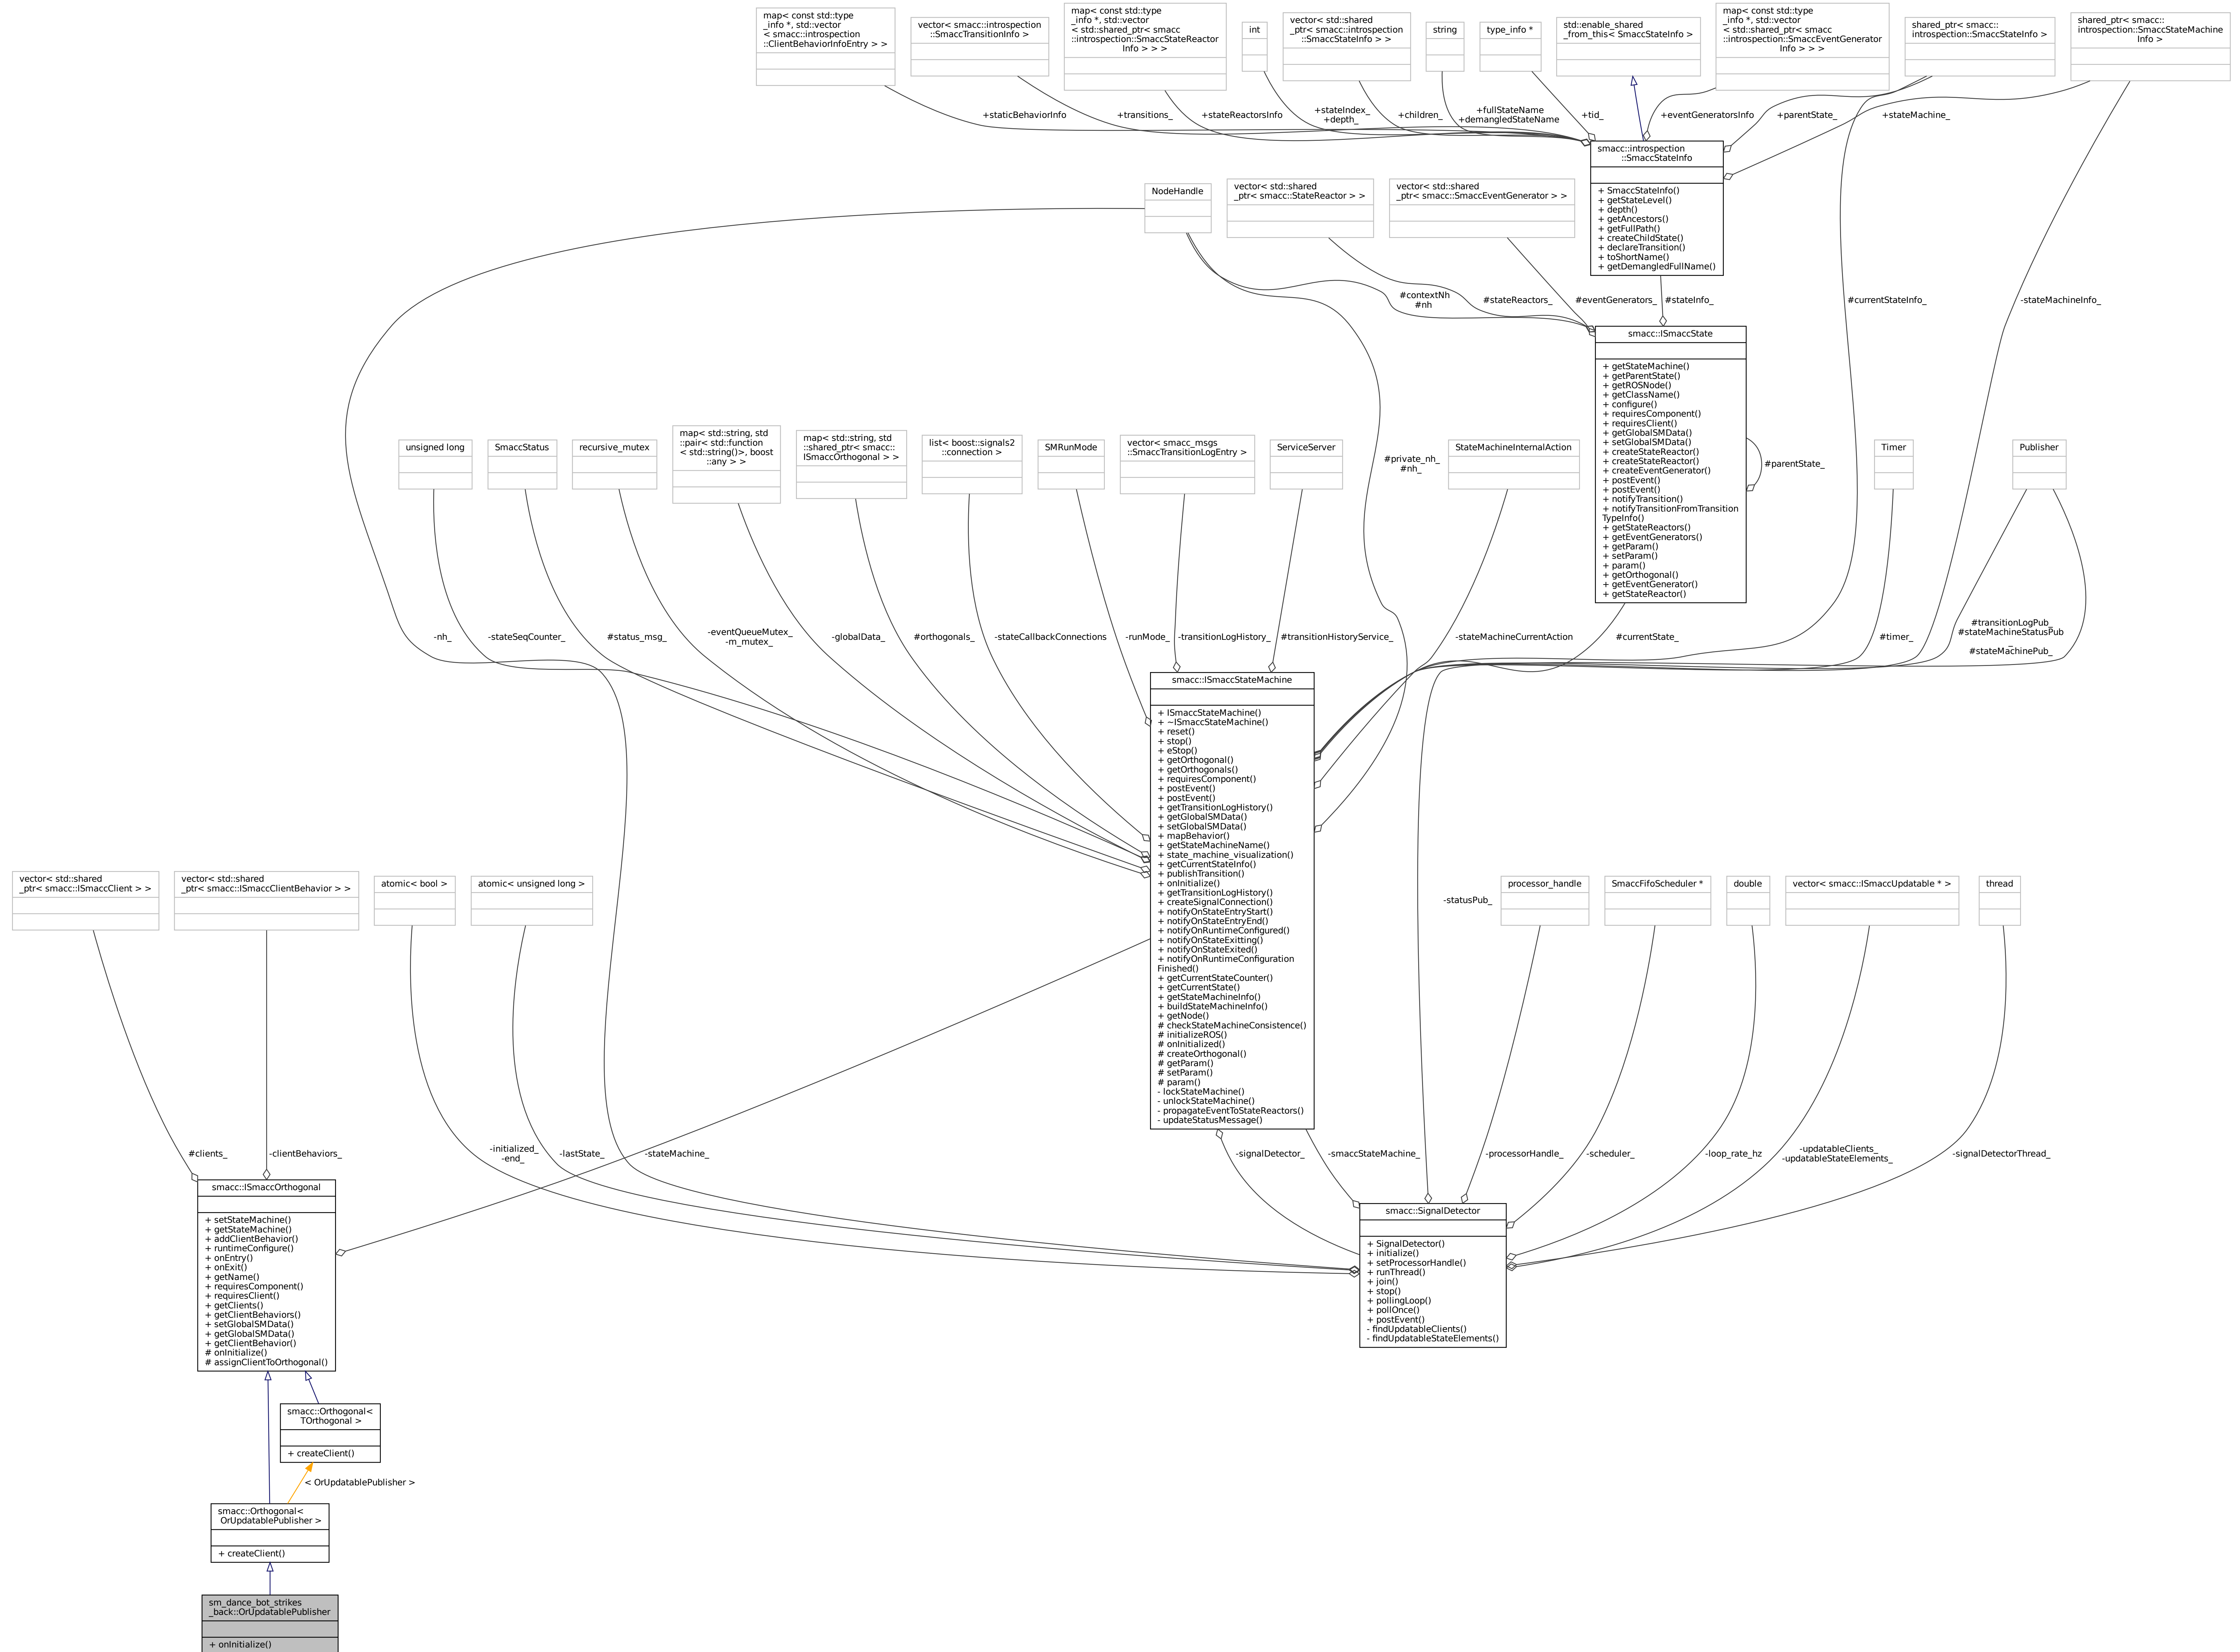 map< const std::type
_info *, std::vector
< smacc::introspection
::ClientBehaviorInfoEntry > >
vector< smacc::introspection
::SmaccTransitionInfo >
map< const std::type
_info *, std::vector
< std::shared_ptr< smacc
::introspection::SmaccStateReactor
Info > > >
int
vector< std::shared
_ptr< smacc::introspection
::SmaccStateInfo > >
string
type_info *
std::enable_shared
_from_this< SmaccStateInfo >
map< const std::type
_info *, std::vector
< std::shared_ptr< smacc
::introspection::SmaccEventGenerator
Info > > >
shared_ptr< smacc::
introspection::SmaccStateInfo >
shared_ptr< smacc::
introspection::SmaccStateMachine
Info >
+staticBehaviorInfo
+transitions_
+stateReactorsInfo
+stateIndex_
+depth_
+children_
+fullStateName
+demangledStateName
+tid_
+eventGeneratorsInfo
+parentState_
+stateMachine_
smacc::introspection
::SmaccStateInfo
+ SmaccStateInfo()
+ getStateLevel()
+ depth()
+ getAncestors()
+ getFullPath()
+ createChildState()
+ declareTransition()
+ toShortName()
+ getDemangledFullName()
NodeHandle
vector< std::shared
_ptr< smacc::StateReactor > >
vector< std::shared
_ptr< smacc::SmaccEventGenerator > >
#contextNh
#nh
#stateReactors_
#eventGenerators_
#stateInfo_
#currentStateInfo_
-stateMachineInfo_
smacc::ISmaccState
+ getStateMachine()
+ getParentState()
+ getROSNode()
+ getClassName()
+ configure()
+ requiresComponent()
+ requiresClient()
+ getGlobalSMData()
+ setGlobalSMData()
+ createStateReactor()
+ createStateReactor()
+ createEventGenerator()
+ postEvent()
+ postEvent()
+ notifyTransition()
+ notifyTransitionFromTransition
TypeInfo()
+ getStateReactors()
+ getEventGenerators()
+ getParam()
+ setParam()
+ param()
+ getOrthogonal()
+ getEventGenerator()
+ getStateReactor()
#parentState_
unsigned long
SmaccStatus
recursive_mutex
map< std::string, std
::pair< std::function
< std::string()>, boost
::any > >
map< std::string, std
::shared_ptr< smacc::
ISmaccOrthogonal > >
list< boost::signals2
::connection >
SMRunMode
vector< smacc_msgs
::SmaccTransitionLogEntry >
ServiceServer
#private_nh_
#nh_
StateMachineInternalAction
Timer
Publisher
-nh_
-stateSeqCounter_
#status_msg_
-eventQueueMutex_
-m_mutex_
-globalData_
#orthogonals_
-stateCallbackConnections
-runMode_
-transitionLogHistory_
#transitionHistoryService_
-stateMachineCurrentAction
#currentState_
#timer_
#transitionLogPub_
#stateMachineStatusPub
_
#stateMachinePub_
smacc::ISmaccStateMachine
+ ISmaccStateMachine()
+ ~ISmaccStateMachine()
+ reset()
+ stop()
+ eStop()
+ getOrthogonal()
+ getOrthogonals()
+ requiresComponent()
+ postEvent()
+ postEvent()
+ getTransitionLogHistory()
+ getGlobalSMData()
+ setGlobalSMData()
+ mapBehavior()
+ getStateMachineName()
+ state_machine_visualization()
+ getCurrentStateInfo()
+ publishTransition()
+ onInitialize()
+ getTransitionLogHistory()
+ createSignalConnection()
+ notifyOnStateEntryStart()
+ notifyOnStateEntryEnd()
+ notifyOnRuntimeConfigured()
+ notifyOnStateExitting()
+ notifyOnStateExited()
+ notifyOnRuntimeConfiguration
Finished()
+ getCurrentStateCounter()
+ getCurrentState()
+ getStateMachineInfo()
+ buildStateMachineInfo()
+ getNode()
# checkStateMachineConsistence()
# initializeROS()
# onInitialized()
# createOrthogonal()
# getParam()
# setParam()
# param()
- lockStateMachine()
- unlockStateMachine()
- propagateEventToStateReactors()
- updateStatusMessage()
vector< std::shared
_ptr< smacc::ISmaccClient > >
vector< std::shared
_ptr< smacc::ISmaccClientBehavior > >
atomic< bool >
atomic< unsigned long >
-statusPub_
processor_handle
SmaccFifoScheduler *
double
vector< smacc::ISmaccUpdatable * >
thread
#clients_
-clientBehaviors_
-initialized_
-end_
-lastState_
-stateMachine_
-signalDetector_
-smaccStateMachine_
-processorHandle_
-scheduler_
-loop_rate_hz
-updatableClients_
-updatableStateElements_
-signalDetectorThread_
smacc::ISmaccOrthogonal
+ setStateMachine()
+ getStateMachine()
+ addClientBehavior()
+ runtimeConfigure()
+ onEntry()
+ onExit()
+ getName()
+ requiresComponent()
+ requiresClient()
+ getClients()
+ getClientBehaviors()
+ setGlobalSMData()
+ getGlobalSMData()
+ getClientBehavior()
# onInitialize()
# assignClientToOrthogonal()
smacc::SignalDetector
+ SignalDetector()
+ initialize()
+ setProcessorHandle()
+ runThread()
+ join()
+ stop()
+ pollingLoop()
+ pollOnce()
+ postEvent()
- findUpdatableClients()
- findUpdatableStateElements()
smacc::Orthogonal<
TOrthogonal >
+ createClient()
< OrUpdatablePublisher >
smacc::Orthogonal<
OrUpdatablePublisher >
+ createClient()
sm_dance_bot_strikes
_back::OrUpdatablePublisher
+ onInitialize()